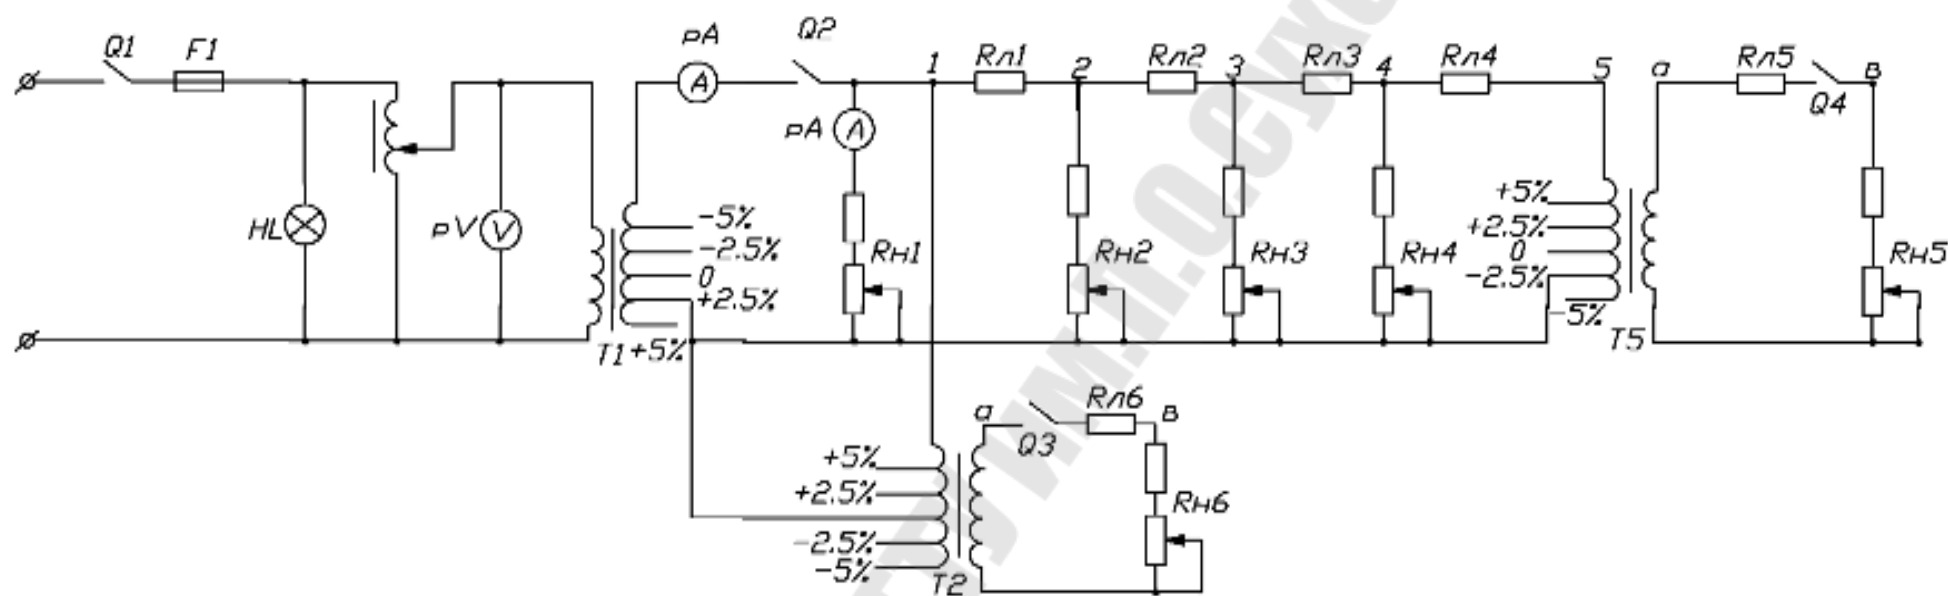 Q1
F1
HL
pV
V
T1
-5%
-2.5%
0
+2.5%
+5%
pA
A
Q2
pA
A
Rн1
1
Rл1
2
Rн2
Rл2
3
Rн3
Rл3
4
Rн4
Rл4
5
+5%
+2.5%
0
-2.5%
-5%
T5
a
Rл5
Q4
в
Rн5
+5%
+2.5%
-2.5%
-5%
T2
a
Q3
Rл6
в
Rн6